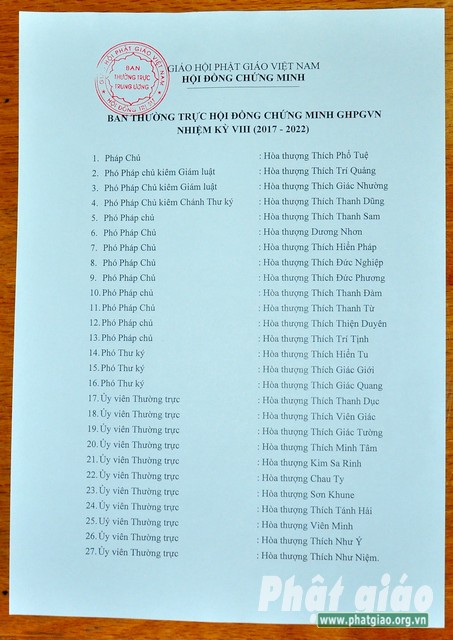 GIÁO HỘI PHẬT GIÁO VIỆT NAM
HỘI ĐỒNG CHỨNG MINH
BAN
THƯỜNG TRỰC
TRUNG ƯƠNG
BAN THƯỜNG TRỰC HỘI ĐỒNG CHỨNG MINH GHPGVN
NHIỆM KỲ VIII (2017 - 2022)
1. Pháp Chủ : Hòa thượng Thích Phổ Tuệ
2. Phó Pháp chủ kiêm Giám luật : Hòa thượng Thích Trí Quảng
3. Phó Pháp Chủ kiêm Giám luật : Hòa thượng Thích Giác Nhường
4. Phó Pháp Chủ kiêm Chánh Thư ký : Hòa thượng Thích Thanh Dũng
5. Phó Pháp chủ : Hòa thượng Thích Thanh Sam
6. Phó Pháp Chủ : Hòa thượng Dương Nhơn
7. Phó Pháp Chủ : Hòa thượng Thích Hiển Pháp
8. Phó Pháp Chủ : Hòa thượng Thích Đức Nghiệp
9. Phó Pháp Chủ : Hòa thượng Thích Đức Phương
10. Phó Pháp chủ : Hòa thượng Thích Thanh Đàm
11. Phó Pháp Chủ : Hòa thượng Thích Thanh Từ
12. Phó Pháp chủ : Hòa thượng Thích Thiện Duyên
13. Phó Pháp chủ : Hòa thượng Thích Trí Tịnh
14. Phó Thư ký : Hòa thượng Thích Hiển Tu
15. Phó Thư ký : Hòa thượng Thích Giác Giới
16. Phó Thư ký : Hòa thượng Thích Giác Quang
17. Ủy viên Thường trực : Hòa thượng Thích Thanh Dục
18. Ủy viên Thường trực : Hòa thượng Thích Viên Giác
19. Ủy viên Thường trực : Hòa thượng Thích Giác Tường
20. Ủy viên Thường trực : Hòa thượng Thích Minh Tâm
21. Ủy viên Thường trực : Hòa thượng Kim Sa Rinh
22. Ủy viên Thường trực : Hòa thượng Chau Ty
23. Ủy viên Thường trực : Hòa thượng Sơn Khune
24. Ủy viên Thường trực : Hòa thượng Thích Tánh Hải
25. Uỷ viên Thường trực : Hòa thượng Viên Minh
26. Ủy viên Thường trực : Hòa thượng Thích Như Ý
27. Ủy viên Thường trực : Hòa thượng Thích Như Niệm.
Phật giáo
www.phatgiao.org.vn